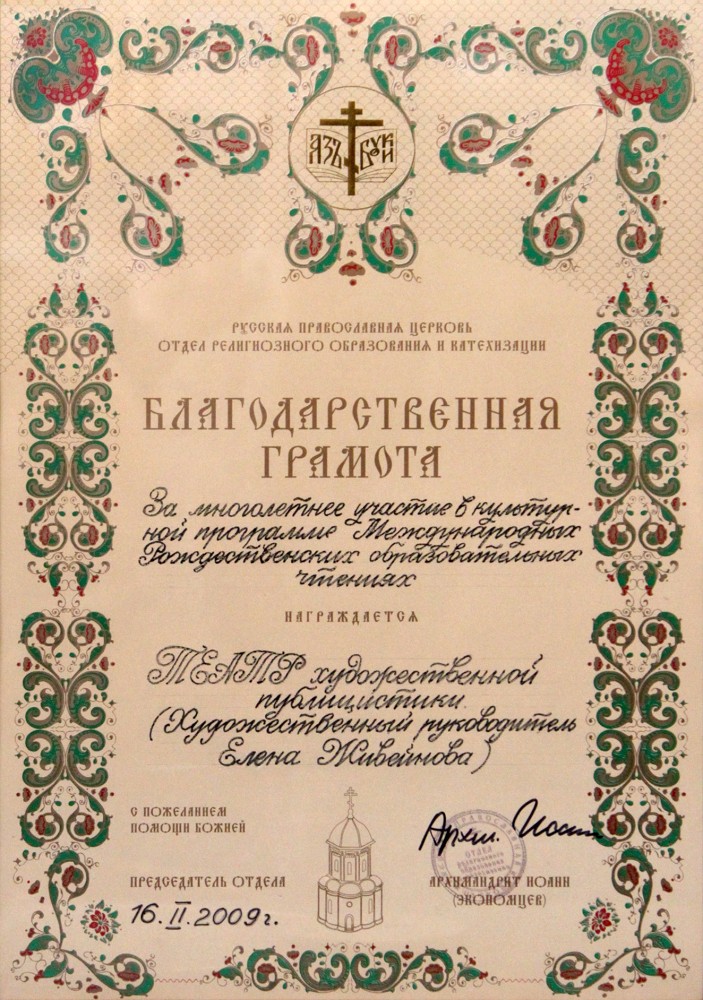 АЗЪ БУКИ
РУССКАЯ ПРАВОСЛАВНАЯ ЦЕРКОВЬ
ОТДЕЛ РЕЛИГИОЗНОГО ОБРАЗОВАНИЯ И КАТЕХИЗАЦИИ
БЛАГОДАРСТВЕННАЯ
ГРАМОТА
За многолетнее участие в культур-
ной программе Международных
Рождественских образовательных
чтениях
НАГРАЖДАЕТСЯ
ТЕАТР художественной
публицистики
(Художественный руководитель
Елена Живейнова)
С ПОЖЕЛАНИЕМ
ПОМОЩИ БОЖИЕЙ
Архим. Иоанн
ПРЕДСЕДАТЕЛЬ ОТДЕЛА
АРХИМАНДРИТ ИОАНН
(ЭКОНОМЦЕВ)
16.II.2009г.